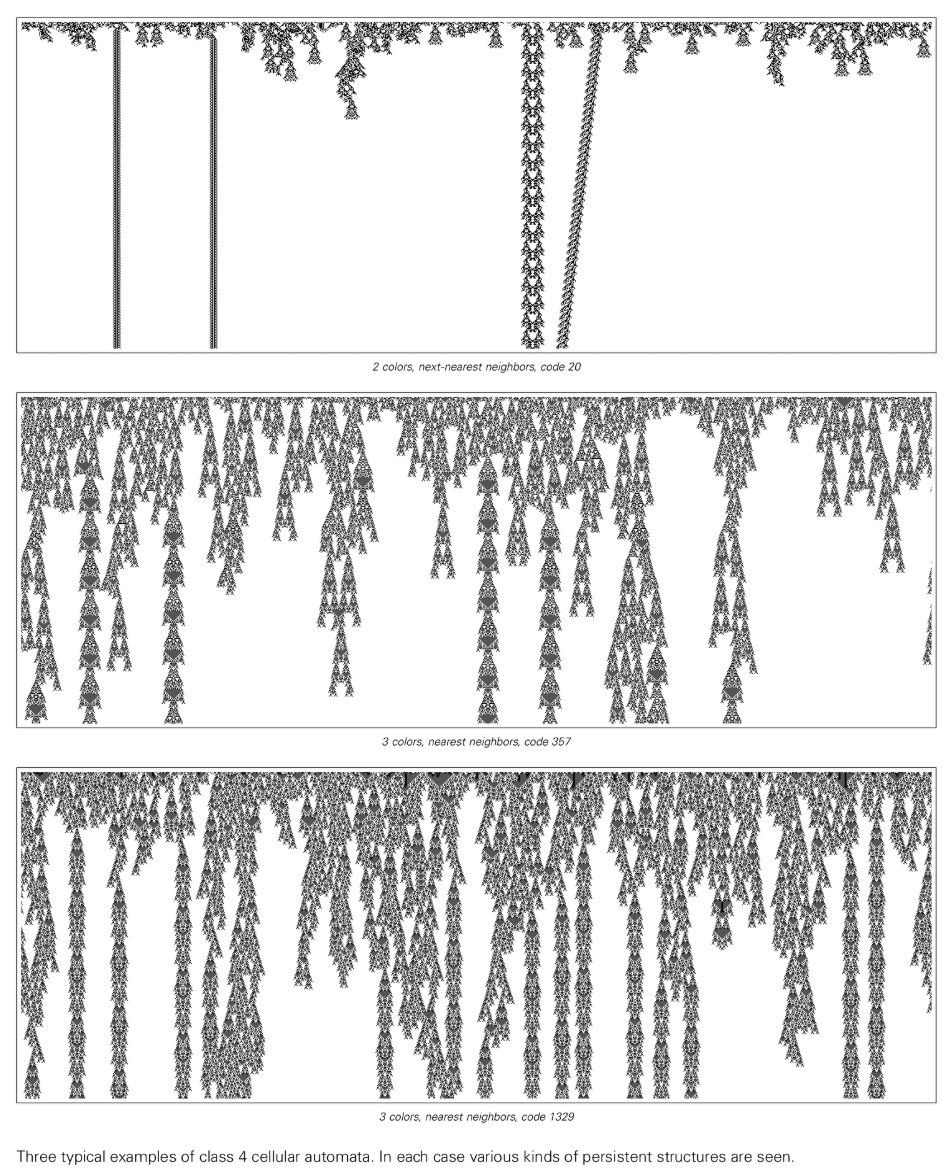 2 colors, next-nearest neighbors, code 20
3 colors, nearest neighbors, code 357
3 colors, nearest neighbors, code 1329
Three typical examples of class 4 cellular automata. In each case various kinds of persistent structures are seen.